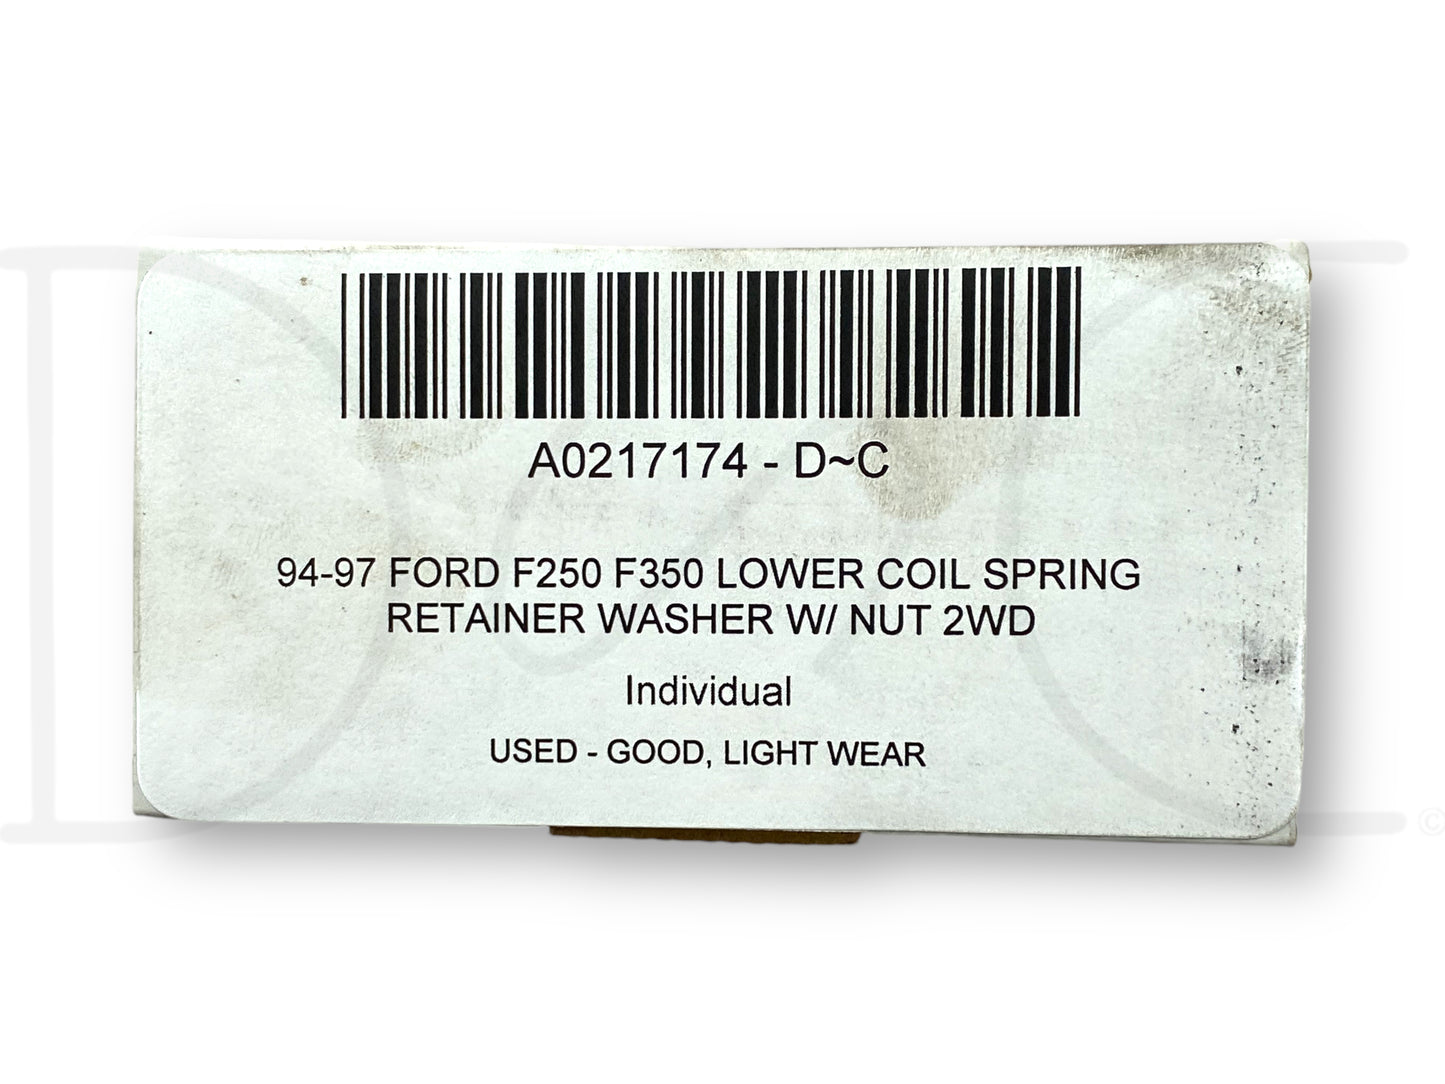 A0217174 - D~C
94-97 FORD F250 F350 LOWER COIL SPRING
RETAINER WASHER W/ NUT 2WD
Individual
USED - GOOD, LIGHT WEAR
©